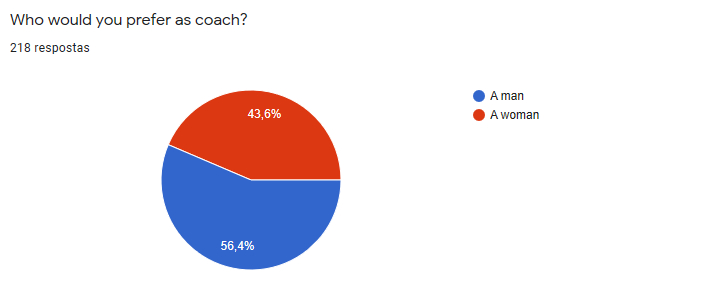 Who would you prefer as coach?
218 respostas
43,6%
A man
A woman
56,4%